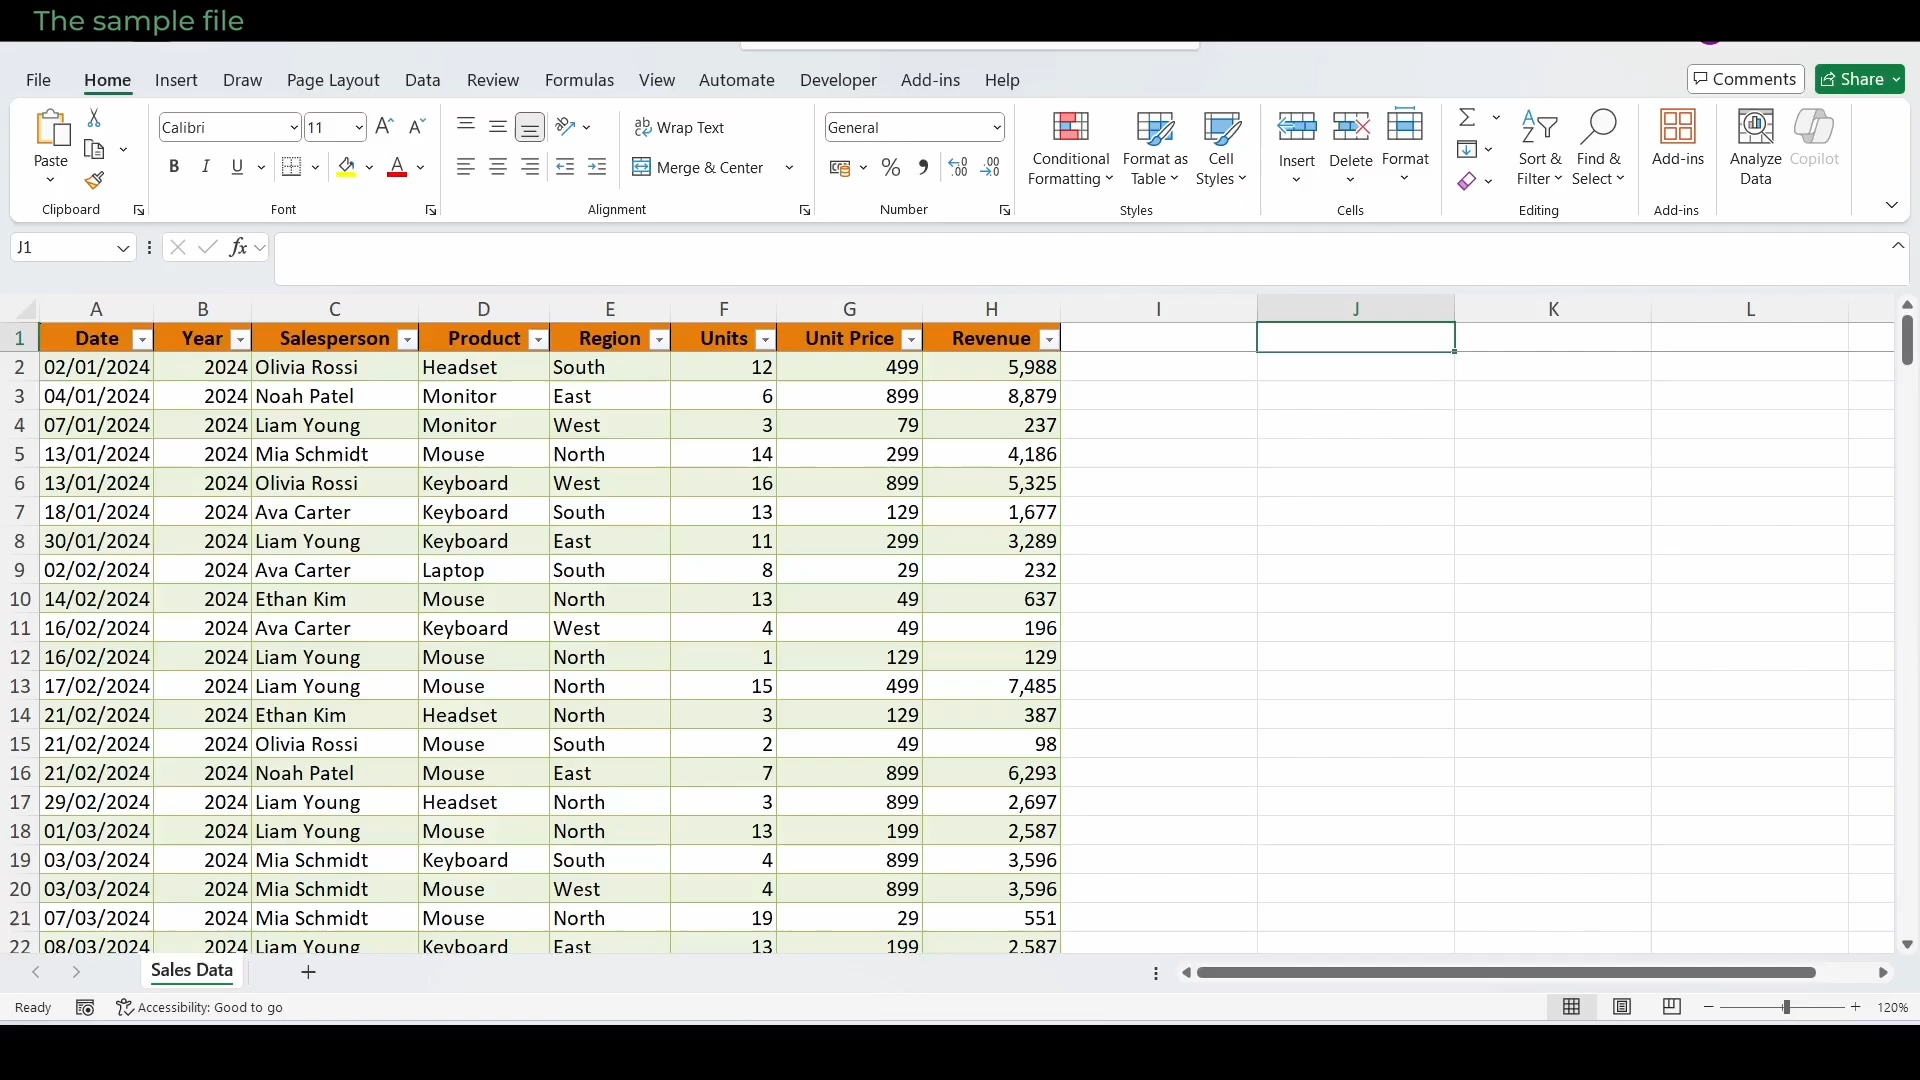 The sample file
File Home Insert Draw Page Layout Data Review Formulas View Automate Developer Add-ins Help Comments Share
Paste
Clipboard
Calibri 11
B I U
Font
ab Wrap Text
Merge & Center
Alignment
General
Number
Conditional Formatting
Format as Table
Cell Styles
Styles
Insert
Delete
Format
Cells
Sort & Filter
Find & Select
Editing
Add-ins
Add-ins
Analyze Data
Copilot
J1 fx
A B C D E F G H I J K L
1 Date Year Salesperson Product Region Units Unit Price Revenue
2 02/01/2024 2024 Olivia Rossi Headset South 12 499 5,988
3 04/01/2024 2024 Noah Patel Monitor East 6 899 8,879
4 07/01/2024 2024 Liam Young Monitor West 3 79 237
5 13/01/2024 2024 Mia Schmidt Mouse North 14 299 4,186
6 13/01/2024 2024 Olivia Rossi Keyboard West 16 899 5,325
7 18/01/2024 2024 Ava Carter Keyboard South 13 129 1,677
8 30/01/2024 2024 Liam Young Keyboard East 11 299 3,289
9 02/02/2024 2024 Ava Carter Laptop South 8 29 232
10 14/02/2024 2024 Ethan Kim Mouse North 13 49 637
11 16/02/2024 2024 Ava Carter Keyboard West 4 49 196
12 16/02/2024 2024 Liam Young Mouse North 1 129 129
13 17/02/2024 2024 Liam Young Mouse North 15 499 7,485
14 21/02/2024 2024 Ethan Kim Headset North 3 129 387
15 21/02/2024 2024 Olivia Rossi Mouse South 2 49 98
16 21/02/2024 2024 Noah Patel Mouse East 7 899 6,293
17 29/02/2024 2024 Liam Young Headset North 3 899 2,697
18 01/03/2024 2024 Liam Young Mouse North 13 199 2,587
19 03/03/2024 2024 Mia Schmidt Keyboard South 4 899 3,596
20 03/03/2024 2024 Mia Schmidt Mouse West 4 899 3,596
21 07/03/2024 2024 Mia Schmidt Mouse North 19 29 551
22 08/03/2024 2024 Liam Young Keyboard East 13 199 2,587
Sales Data
Ready Accessibility: Good to go 120%